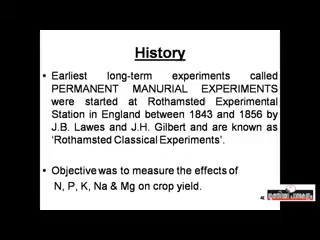 History
• Earliest long-term experiments called
PERMANENT MANURIAL EXPERIMENTS
were started at Rothamsted Experimental
Station in England between 1843 and 1856 by
J.B. Lawes and J.H. Gilbert and are known as
‘Rothamsted Classical Experiments’.
• Objective was to measure the effects of
N, P, K, Na & Mg on crop yield.